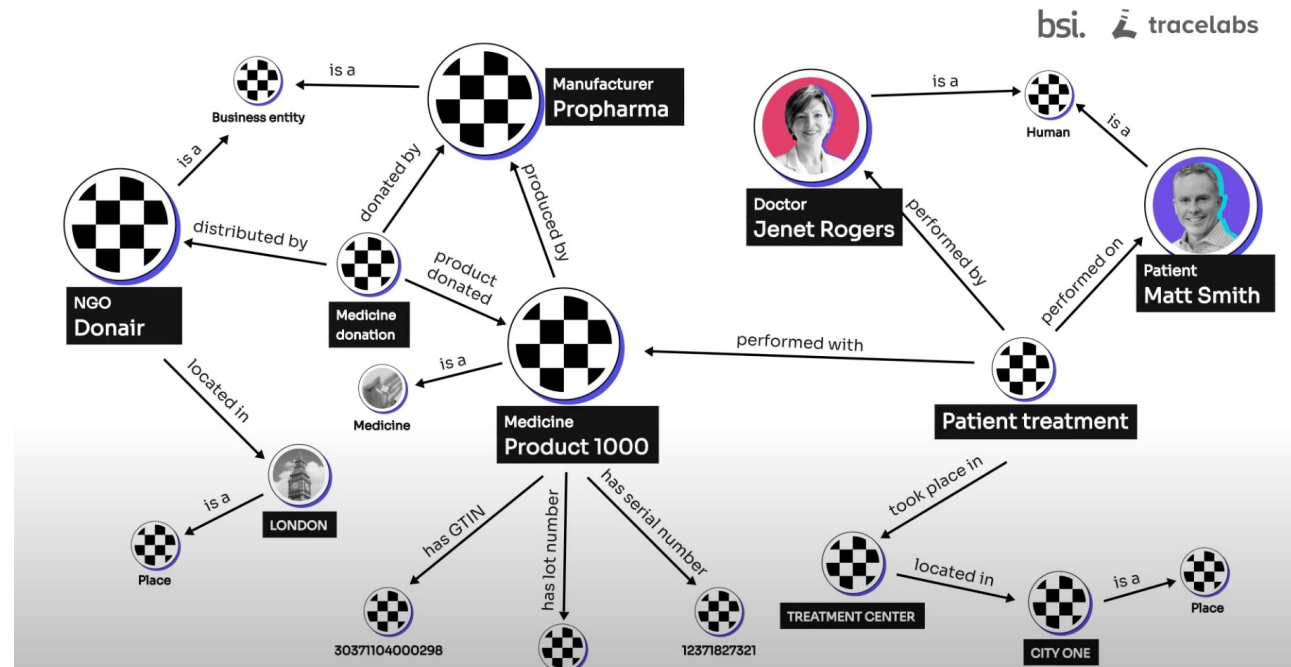 bsi. tracelabs
is a
Business entity
Manufacturer
Propharma
is a
donated by
produced by
distributed by
NGO
Donair
Medicine
donation
product
donated
is a
Medicine
Medicine
Product 1000
located in
LONDON
is a
Place
has GTIN
has lot number
has serial number
30371104000298
12371827321
is a
Human
is a
Doctor
Jenet Rogers
Patient
Matt Smith
performed by
performed on
performed with
Patient treatment
took place in
TREATMENT CENTER
located in
CITY ONE
is a
Place